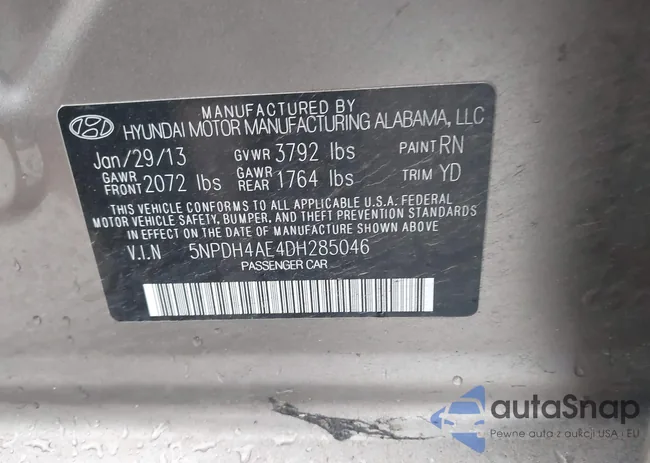 MANUFACTURED BY
HYUNDAI MOTOR MANUFACTURING ALABAMA, LLC
Jan/29/13 GVWR 3792 lbs PAINT RN
GAWR FRONT 2072 lbs GAWR REAR 1764 lbs TRIM YD
THIS VEHICLE CONFORMS TO ALL APPLICABLE U.S.A. FEDERAL
MOTOR VEHICLE SAFETY, BUMPER, AND THEFT PREVENTION
STANDARDS IN EFFECT ON THE DATE OF MANUFACTURE SHOWN ABOVE.
V.I.N 5NPDH4AE4DH285046
PASSENGER CAR
autaSnap
Pewne auta z aukcji USA i EU